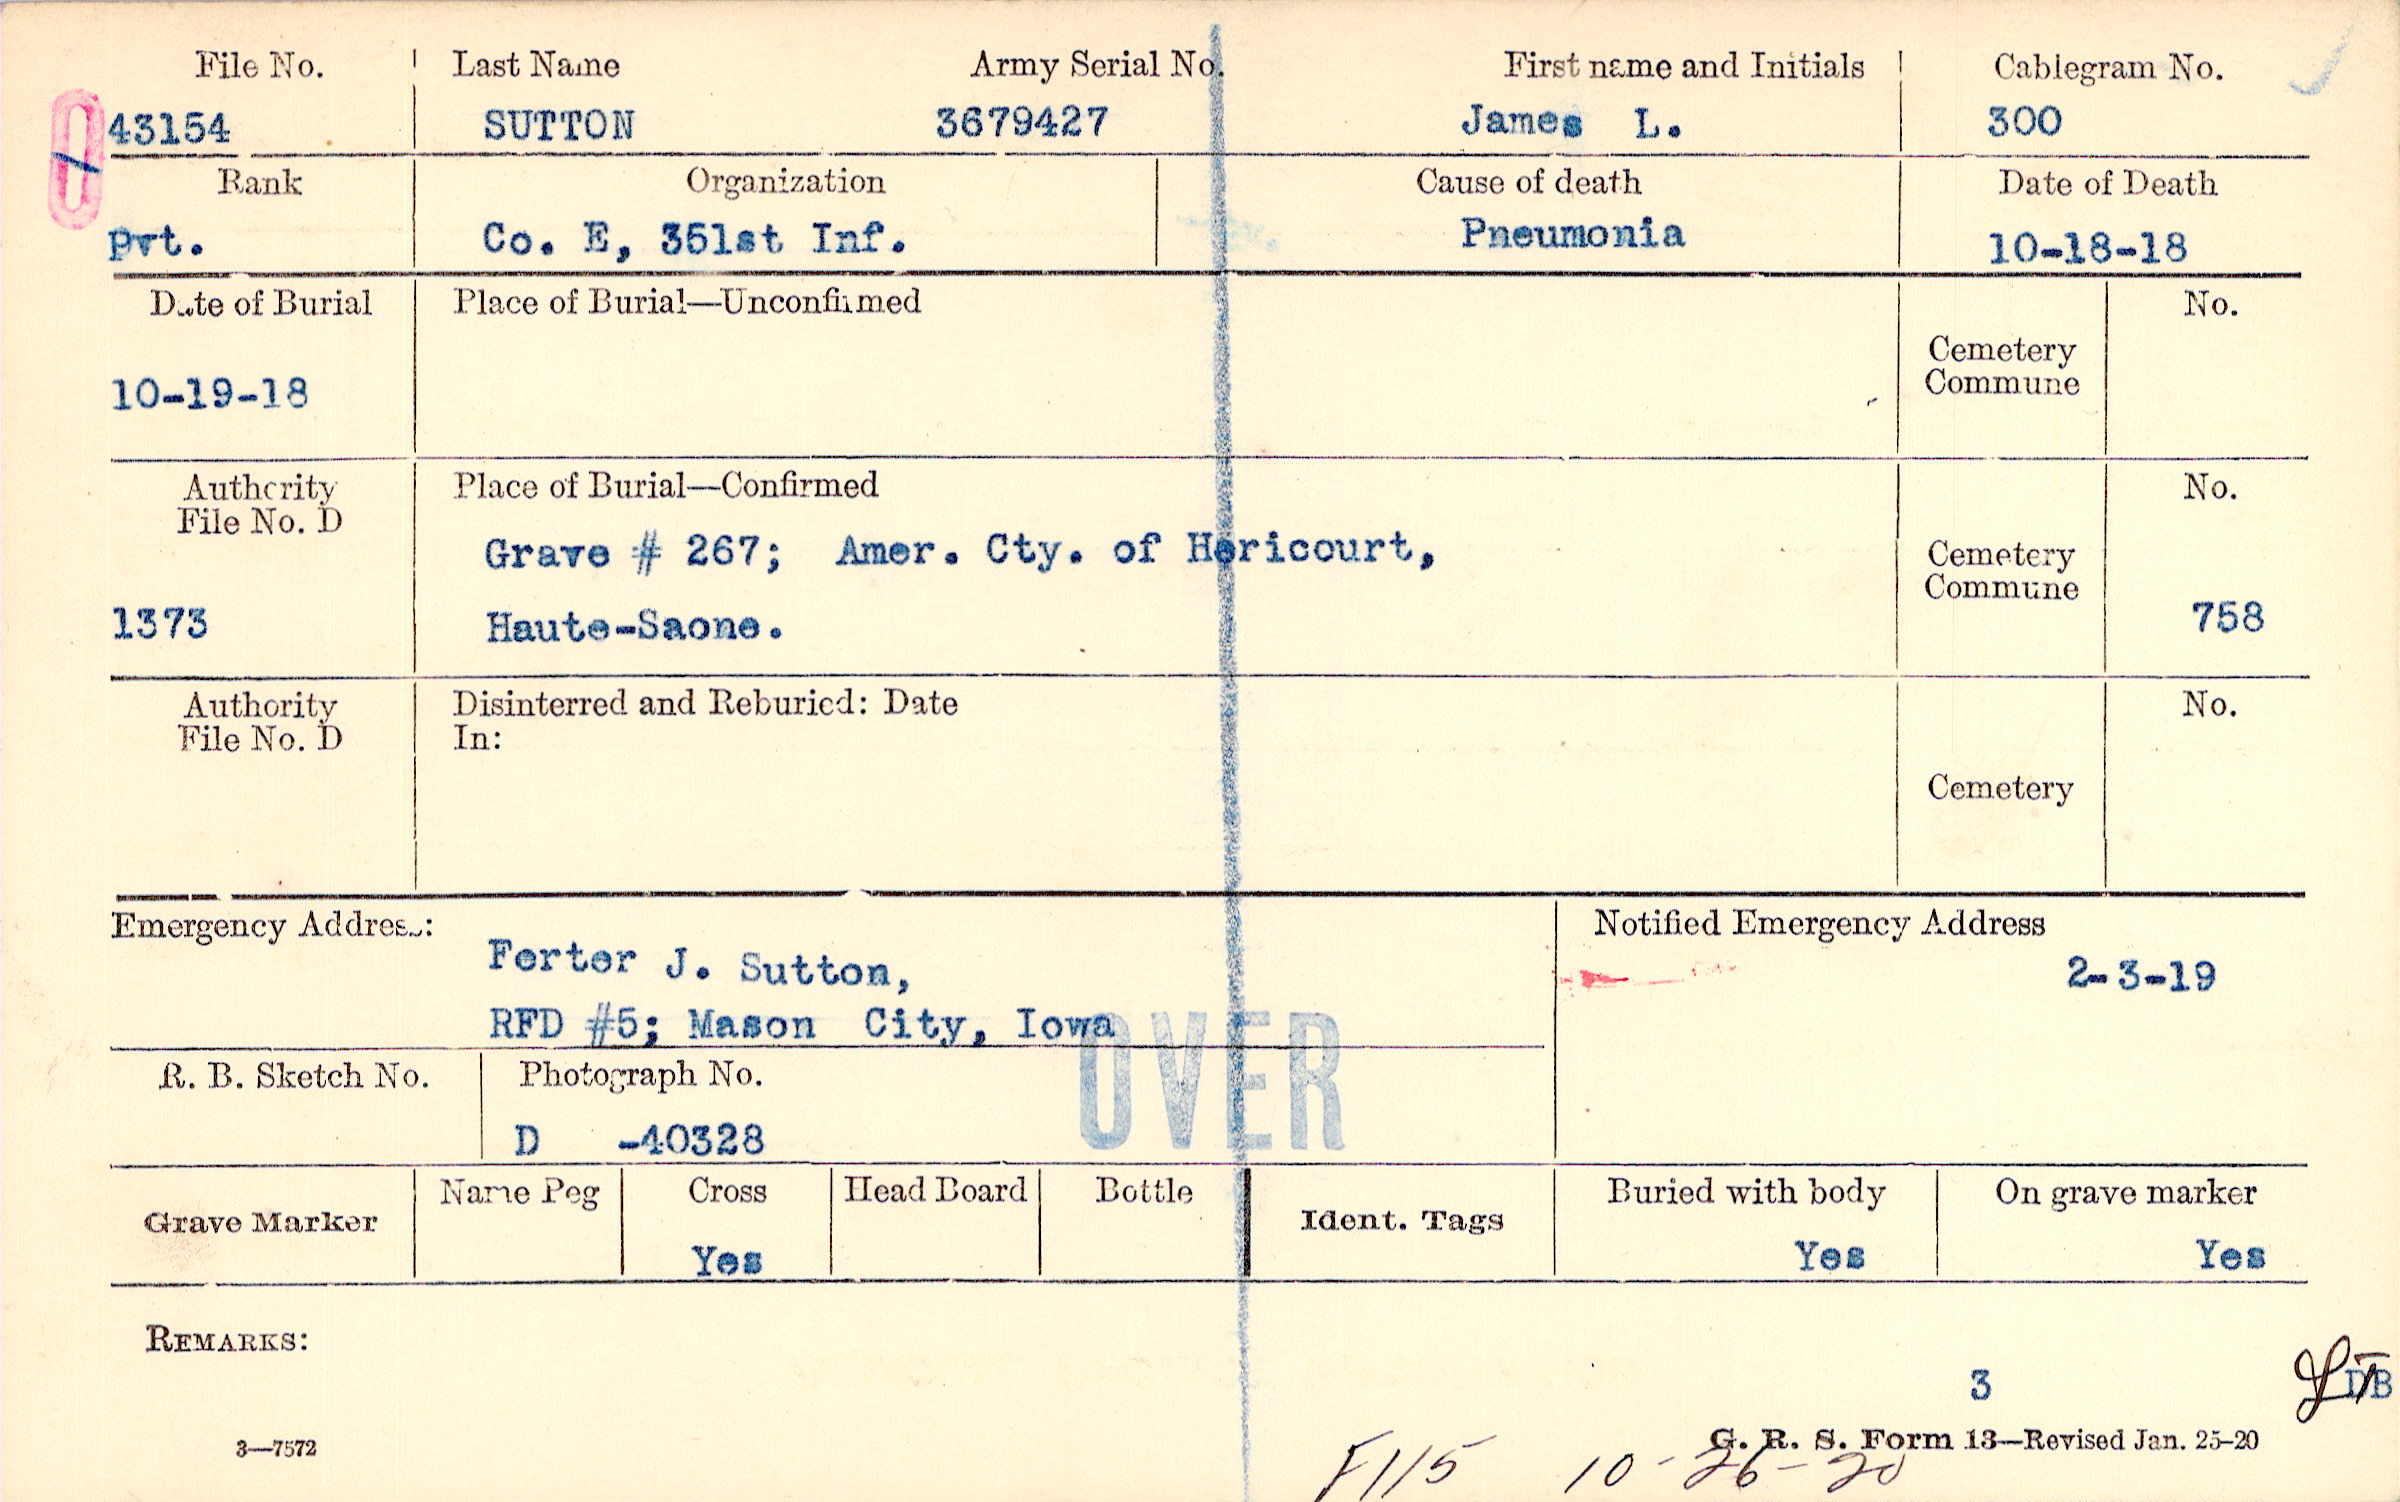 File No. Last Name Army Serial No. First name and Initials Cablegram No.
43154 SUTTON 3679427 James L. 300
Rank Organization Cause of death Date of Death
pvt. Co. E, 351st Inf. Pneumonia 10-18-18
Date of Burial Place of Burial—Unconfirmed No.
Cemetery
Commune
10-19-18
Authority Place of Burial—Confirmed No.
File No. D
Grave # 267; Amer. Cty. of Hericourt, Cemetery
Commune
1373 Haute-Saone. 758
Authority Disinterred and Reburied: Date No.
File No. D In:
Cemetery
Emergency Address: Notified Emergency Address
Ferter J. Sutton, 2-3-19
RFD #5; Mason City, Iowa
OVER
R. B. Sketch No. Photograph No.
D -40328
Grave Marker Name Peg Cross Head Board Bottle Ident. Tags Buried with body On grave marker
Yes Yes Yes
REMARKS:
3 DB
3—7572 G. R. S. Form 13—Revised Jan. 25-20
F115 10-26-20